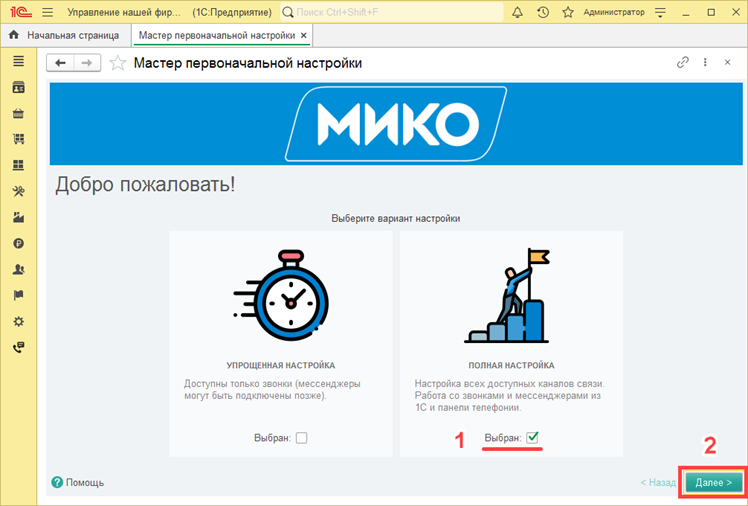 1С Управление нашей фир... (1С:Предприятие) Поиск Ctrl+Shift+F Администратор
Начальная страница Мастер первоначальной настройки ×
Мастер первоначальной настройки
МИКО
Добро пожаловать!
Выберите вариант настройки
УПРОЩЕННАЯ НАСТРОЙКА
Доступны только звонки (мессенджеры
могут быть подключены позже).
Выбран:
ПОЛНАЯ НАСТРОЙКА
Настройка всех доступных каналов связи.
Работа со звонками и мессенджерами из
1С и панели телефонии.
1 Выбран:
2
? Помощь
< Назад Далее >